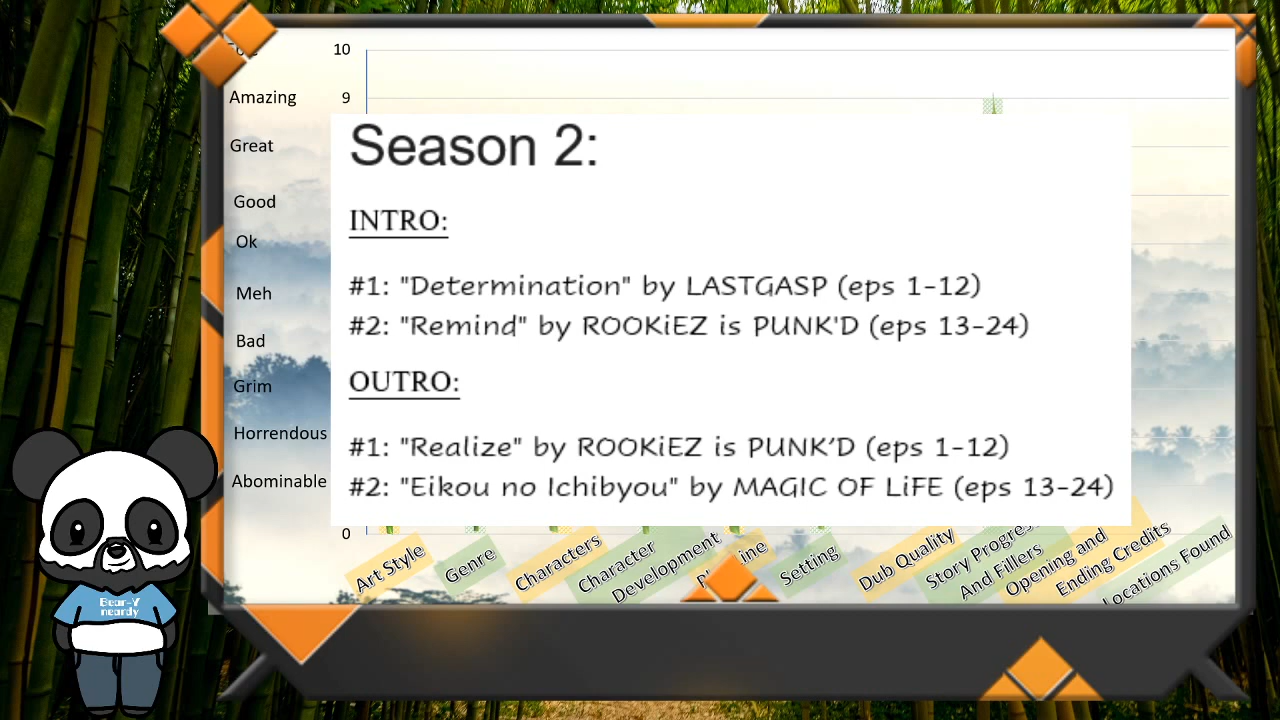 10
Amazing 9
Great
Good
Ok
Meh
Bad
Grim
Horrendous
Abominable
0
Season 2:
INTRO:
#1: "Determination" by LASTGASP (eps 1-12)
#2: "Remind" by ROOKiEZ is PUNK'D (eps 13-24)
OUTRO:
#1: "Realize" by ROOKiEZ is PUNK’D (eps 1-12)
#2: "Eikou no Ichibyou" by MAGIC OF LiFE (eps 13-24)
Art Style
Genre
Characters
Character
Development
Setting
Dub Quality
Story
And Fillers
Opening and
Ending Credits
Locations Found
Bear-Y
neardy